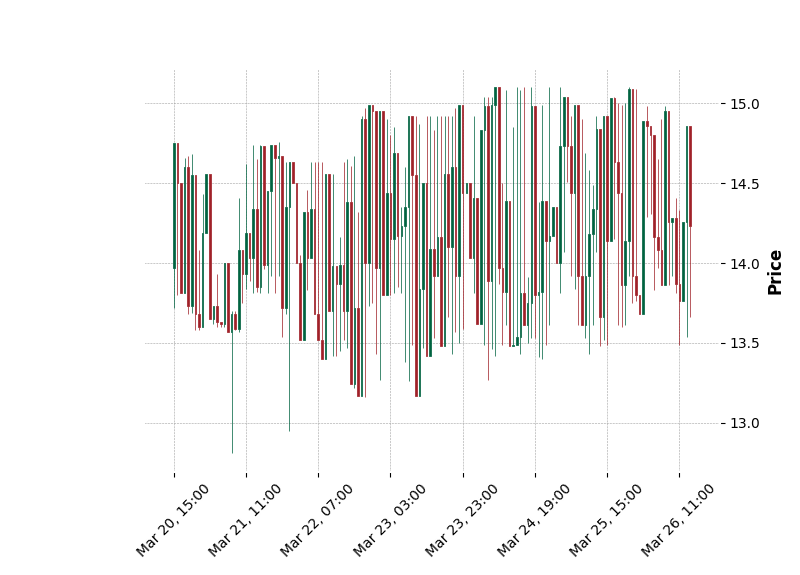 15.0
14.5
14.0
13.5
13.0
Price
Mar 20, 15:00
Mar 21, 11:00
Mar 22, 07:00
Mar 23, 03:00
Mar 23, 23:00
Mar 24, 19:00
Mar 25, 15:00
Mar 26, 11:00